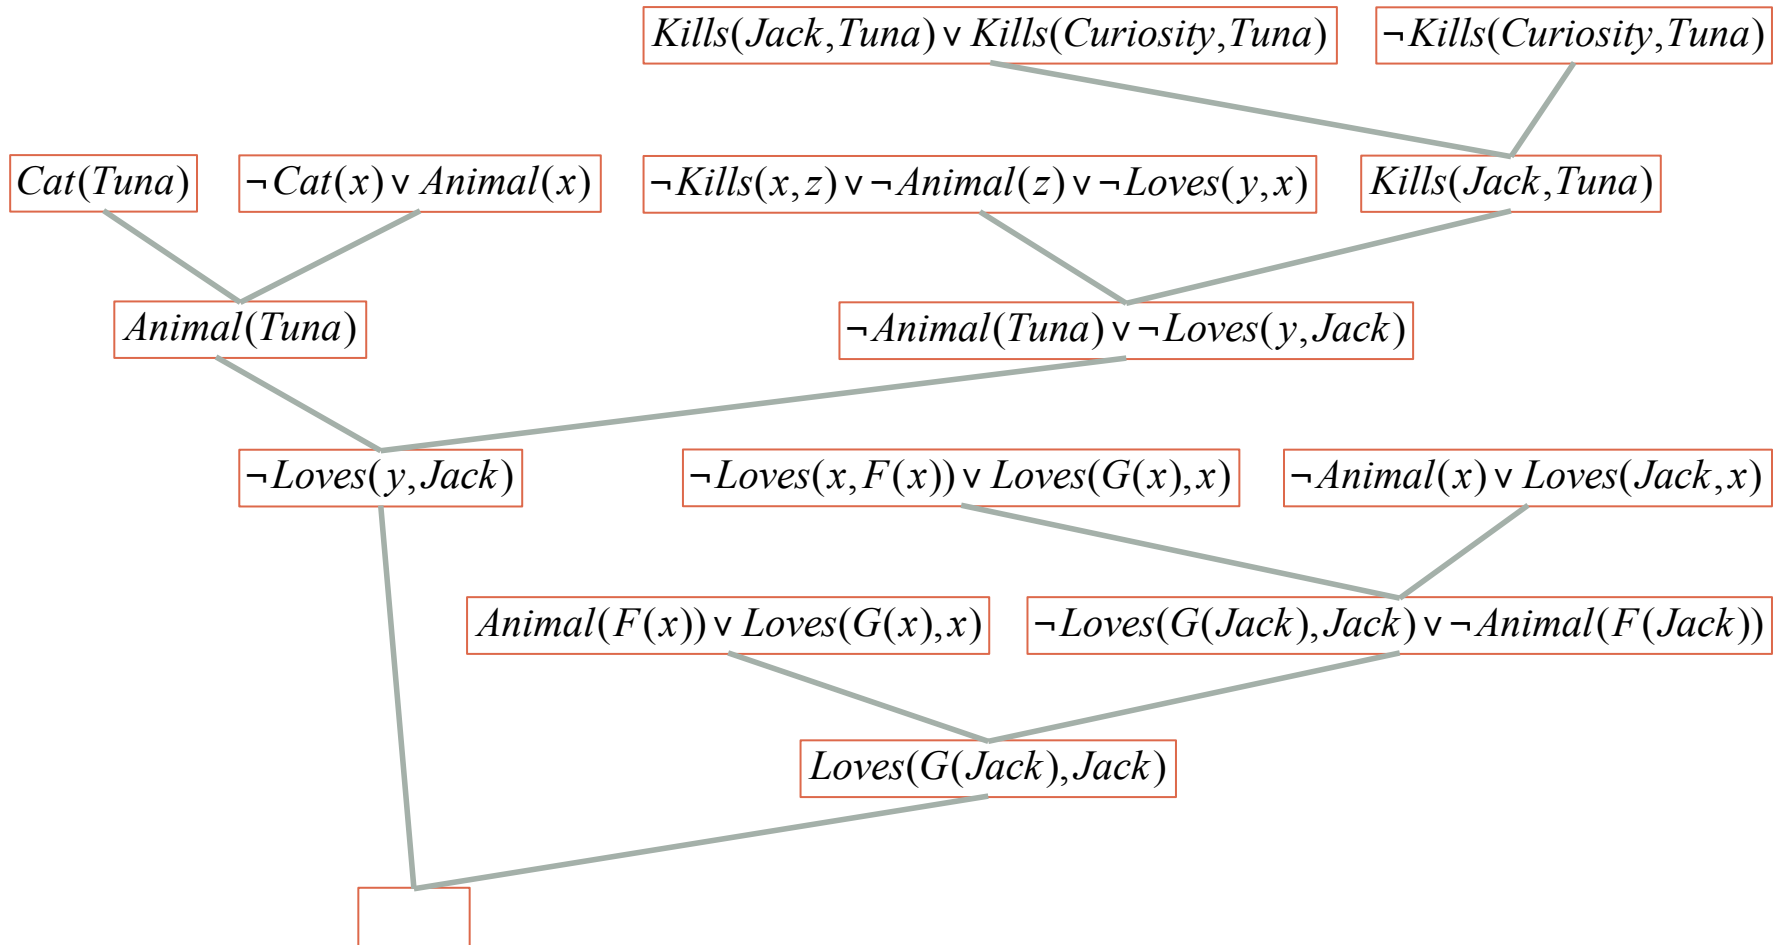 Kills(Jack,Tuna) ∨ Kills(Curiosity,Tuna)
¬Kills(Curiosity,Tuna)
Cat(Tuna)
¬Cat(x) ∨ Animal(x)
¬Kills(x,z) ∨ ¬Animal(z) ∨ ¬Loves(y,x)
Kills(Jack,Tuna)
Animal(Tuna)
¬Animal(Tuna) ∨ ¬Loves(y,Jack)
¬Loves(y,Jack)
¬Loves(x,F(x)) ∨ Loves(G(x),x)
¬Animal(x) ∨ Loves(Jack,x)
Animal(F(x)) ∨ Loves(G(x),x)
¬Loves(G(Jack),Jack) ∨ ¬Animal(F(Jack))
Loves(G(Jack),Jack)